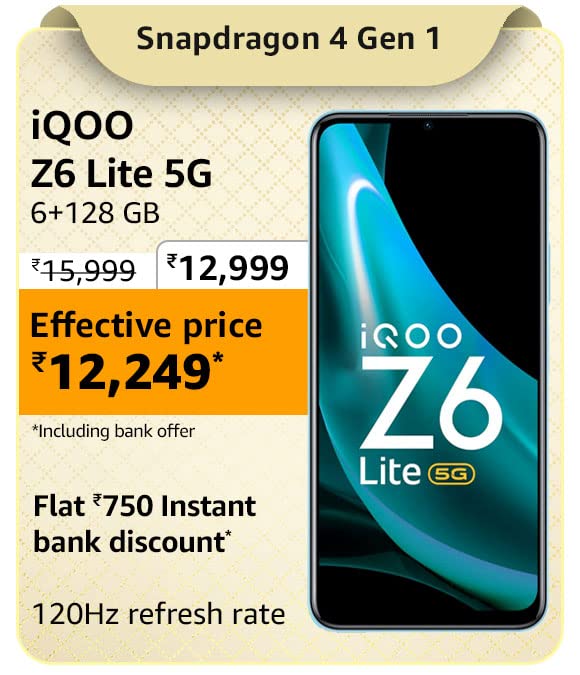 Snapdragon 4 Gen 1
iQOO
Z6 Lite 5G
6+128 GB
₹15,999 ₹12,999
Effective price
₹12,249*
*Including bank offer
Flat ₹750 Instant
bank discount*
120Hz refresh rate
iQOO
Z6
Lite 5G